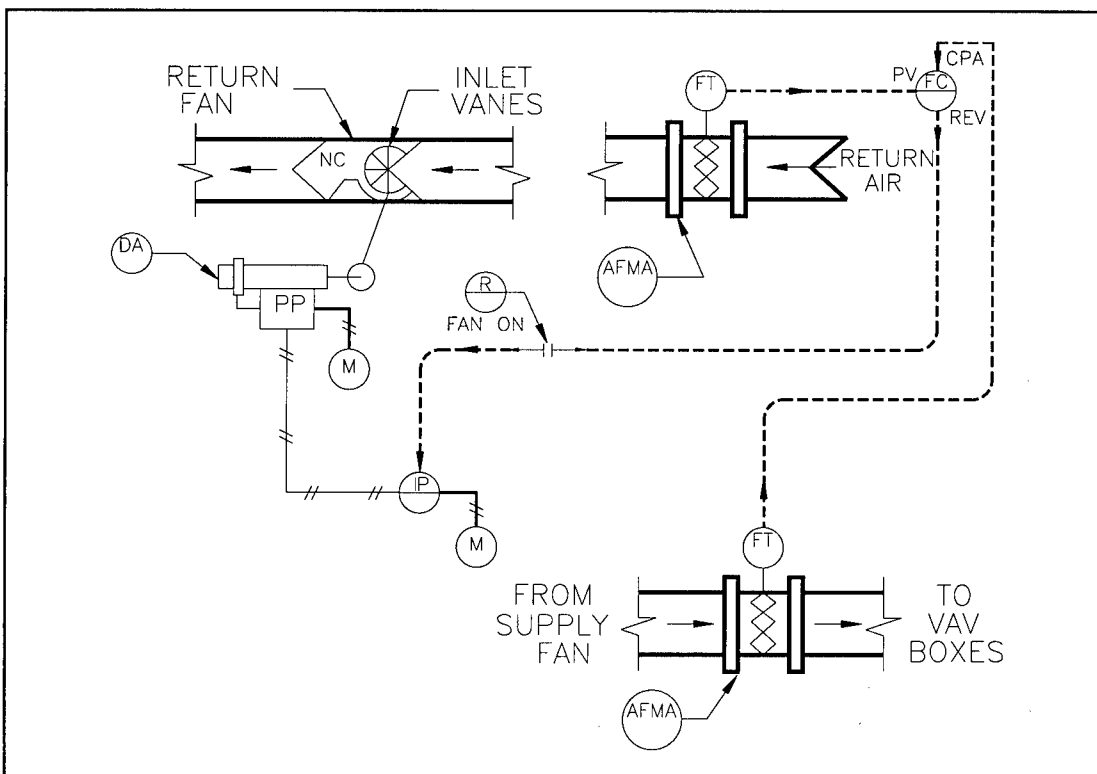 RETURN
FAN
INLET
VANES
NC
FT
PV
FC
CPA
REV
RETURN
AIR
DA
PP
M
AFMA
R
FAN ON
IP
M
FT
FROM
SUPPLY
FAN
TO
VAV
BOXES
AFMA